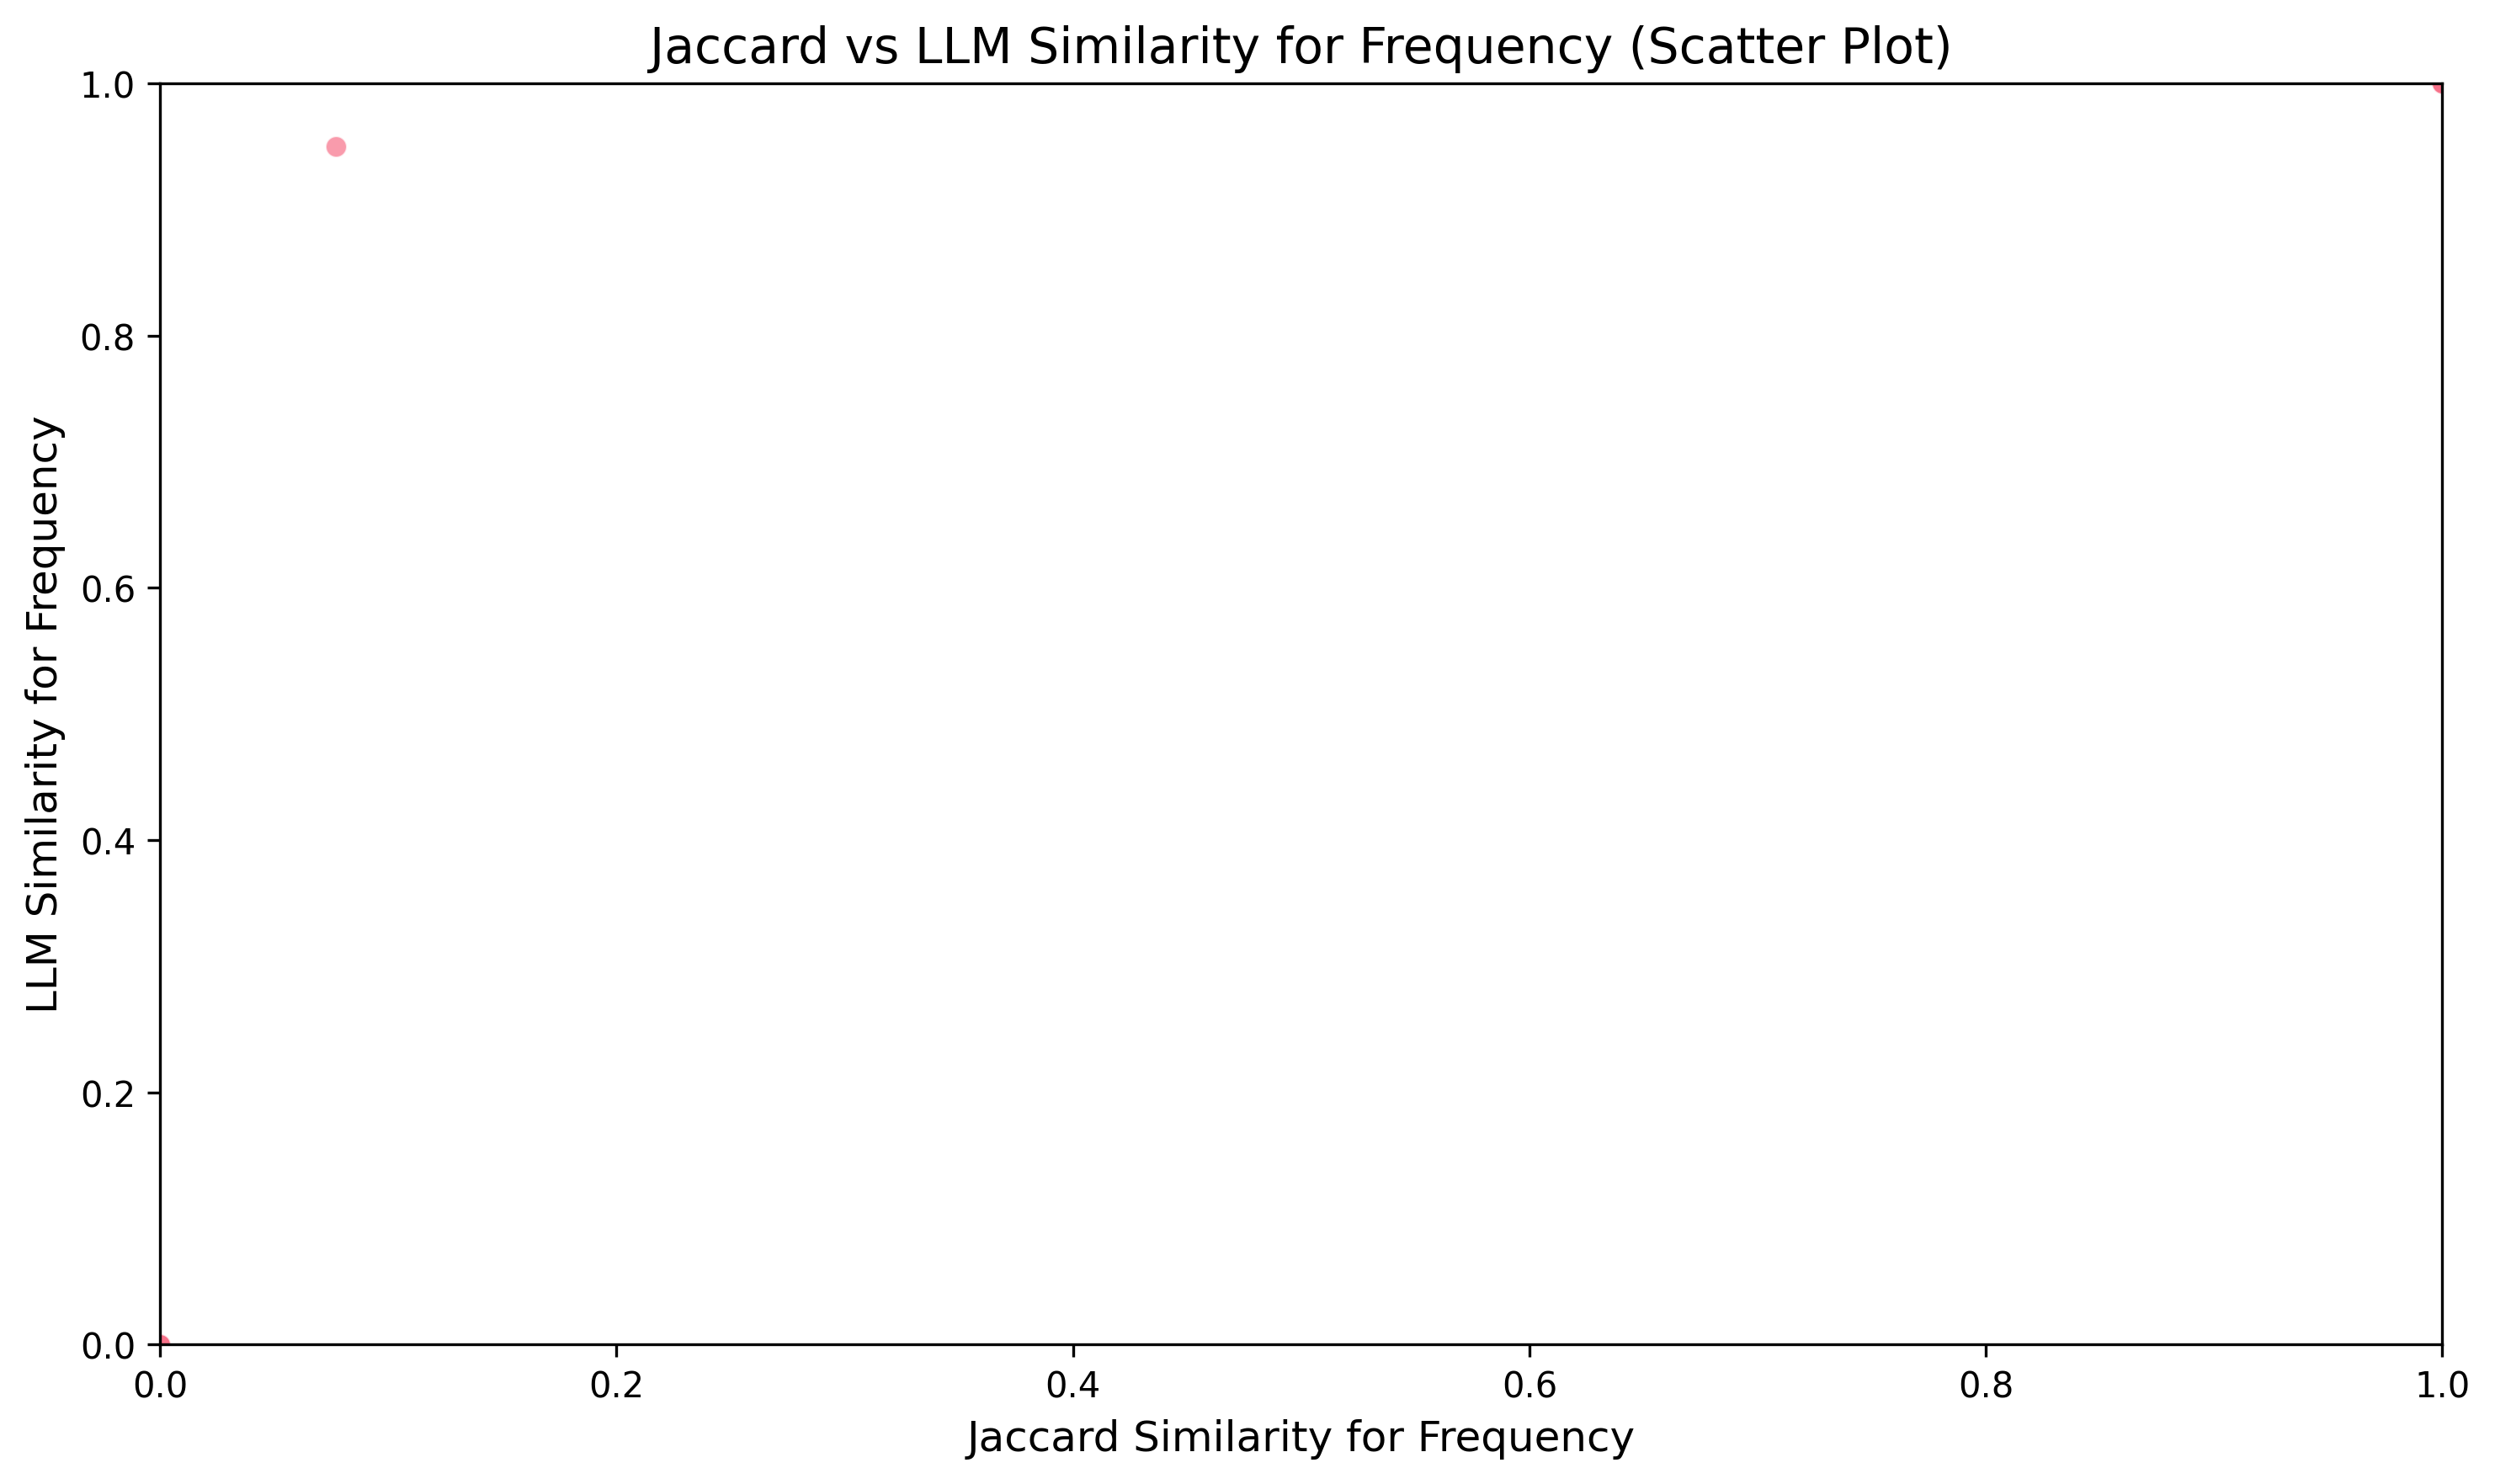 Jaccard vs LLM Similarity for Frequency (Scatter Plot)
1.0
0.8
0.6
0.4
0.2
0.0
LLM Similarity for Frequency
0.0 0.2 0.4 0.6 0.8 1.0
Jaccard Similarity for Frequency